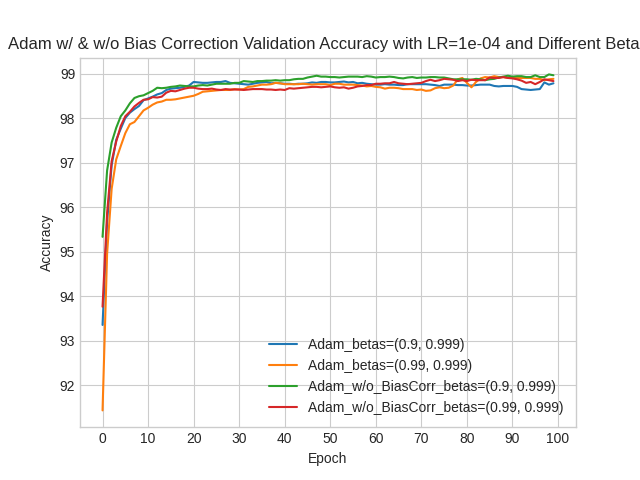 Adam w/ & w/o Bias Correction Validation Accuracy with LR=1e-04 and Different Beta
99
98
97
96
95
94
93
92
Accuracy
Adam_betas=(0.9, 0.999)
Adam_betas=(0.99, 0.999)
Adam_w/o_BiasCorr_betas=(0.9, 0.999)
Adam_w/o_BiasCorr_betas=(0.99, 0.999)
0 10 20 30 40 50 60 70 80 90 100
Epoch